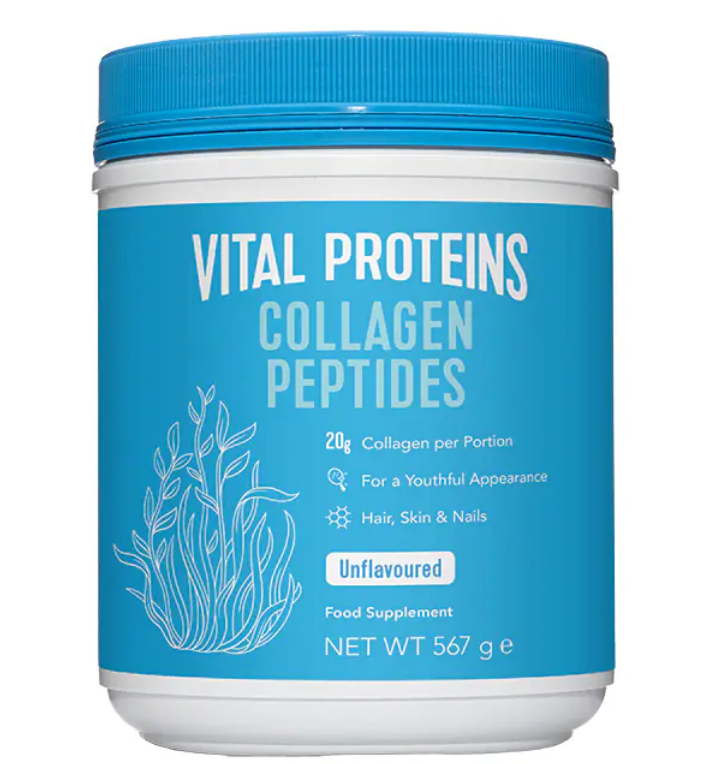 VITAL PROTEINS
COLLAGEN
PEPTIDES
20g Collagen per Portion
For a Youthful Appearance
Hair, Skin & Nails
Unflavoured
Food Supplement
NET WT 567 g e